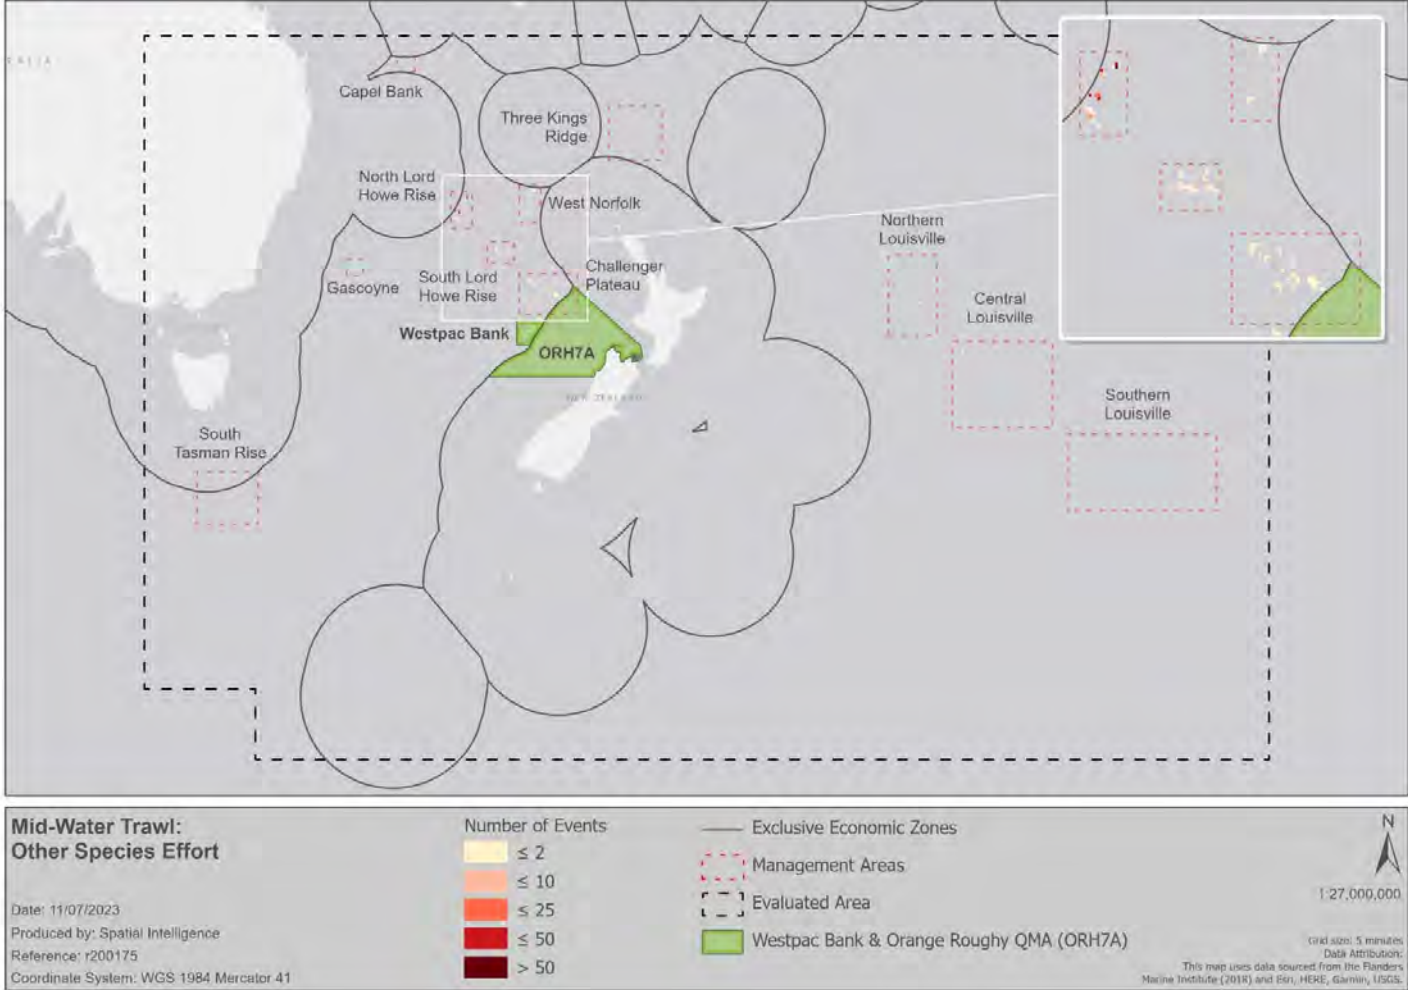 ALIA
Capel Bank
Three Kings
Ridge
North Lord
Howe Rise
West Norfolk
Northern
Louisville
Gascoyne
South Lord
Howe Rise
Challenger
Plateau
Central
Louisville
Westpac Bank
ORH7A
NEW ZEALAND
Southern
Louisville
South
Tasman Rise
Mid-Water Trawl:
Other Species Effort
Date: 11/07/2023
Produced by: Spatial Intelligence
Reference: r200175
Coordinate System: WGS 1984 Mercator 41
Number of Events
≤ 2
≤ 10
≤ 25
≤ 50
> 50
Exclusive Economic Zones
Management Areas
Evaluated Area
Westpac Bank & Orange Roughy QMA (ORH7A)
N
1:27,000,000
Grid size: 5 minutes
Data Attribution:
This map uses data sourced from the Flanders
Marine Institute (2018) and Esri, HERE, Garmin, USGS.